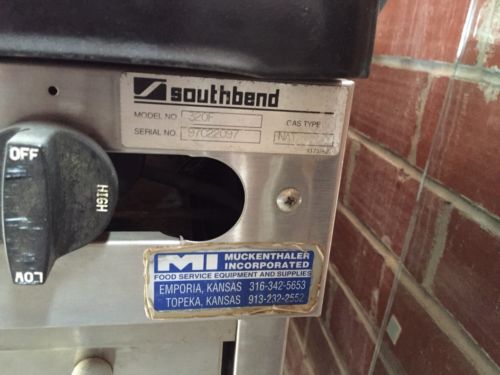 southbend
MODEL NO. 320F GAS TYPE
SERIAL NO. 97C22097 NAT
OFF
HIGH
LOW
MI MUCKENTHALER
INCORPORATED
FOOD SERVICE EQUIPMENT AND SUPPLIES
EMPORIA, KANSAS 316-342-5653
TOPEKA, KANSAS 913-232-2552